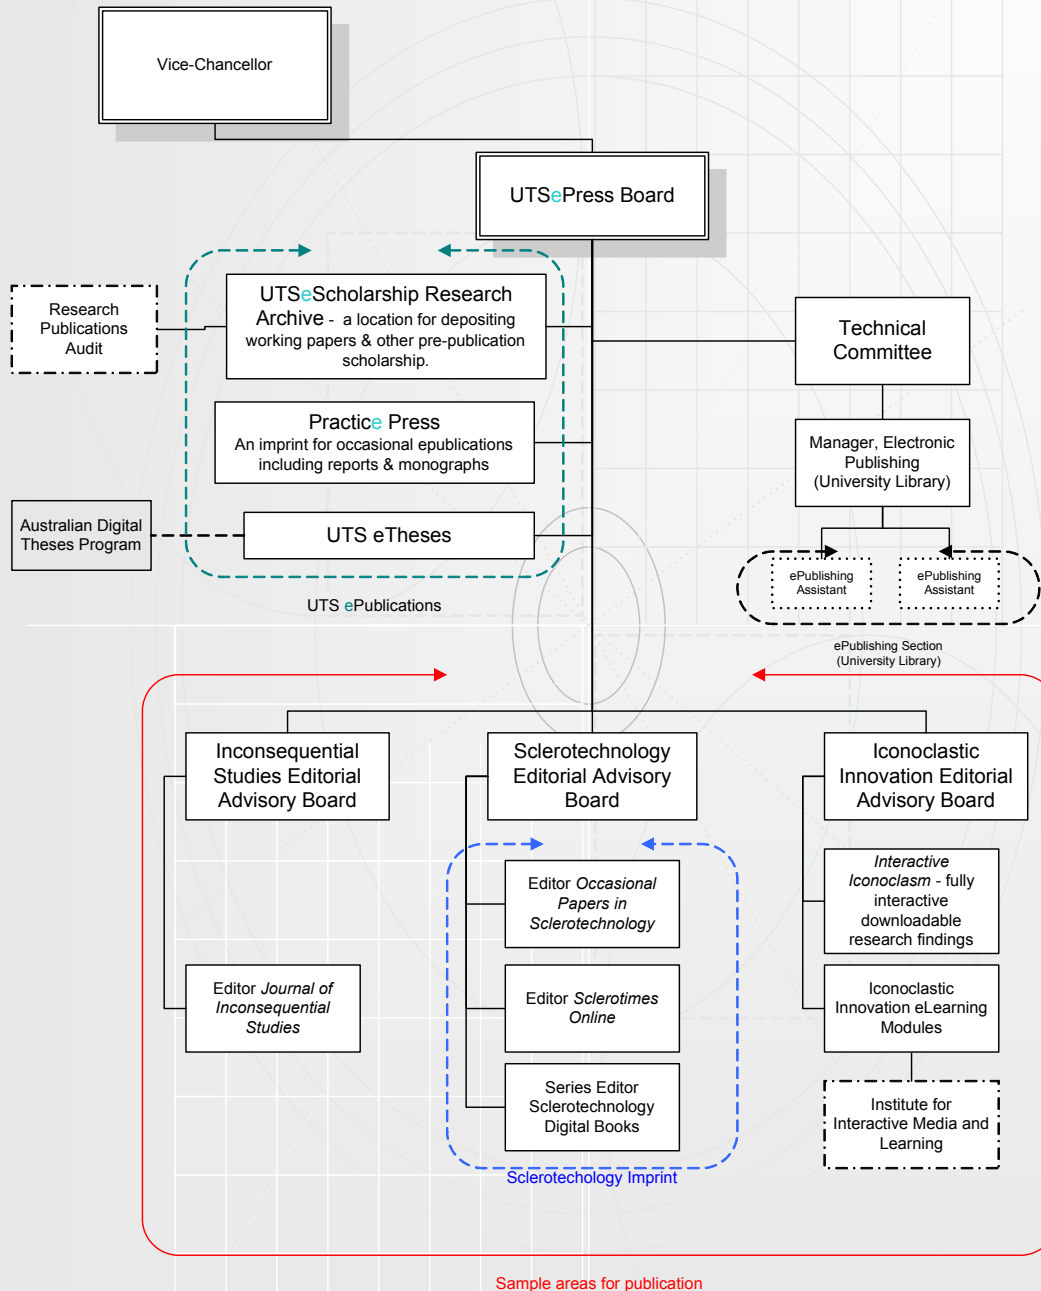 Vice-Chancellor
UTSePress Board
UTSeScholarship Research
Archive - a location for depositing
working papers & other pre-publication
scholarship.
Research
Publications
Audit
Technical
Committee
Practice Press
An imprint for occasional epublications
including reports & monographs
Manager, Electronic
Publishing
(University Library)
Australian Digital
Theses Program
UTS eTheses
ePublishing
Assistant
ePublishing
Assistant
UTS ePublications
ePublishing Section
(University Library)
Inconsequential
Studies Editorial
Advisory Board
Sclerotechnology
Editorial Advisory
Board
Iconoclastic
Innovation Editorial
Advisory Board
Editor Occasional
Papers in
Sclerotechnology
Interactive
Iconoclasm - fully
interactive
downloadable
research findings
Editor Journal of
Inconsequential
Studies
Editor Sclerotimes
Online
Iconoclastic
Innovation eLearning
Modules
Series Editor
Sclerotechnology
Digital Books
Institute for
Interactive Media and
Learning
Sclerotechology Imprint
Sample areas for publication